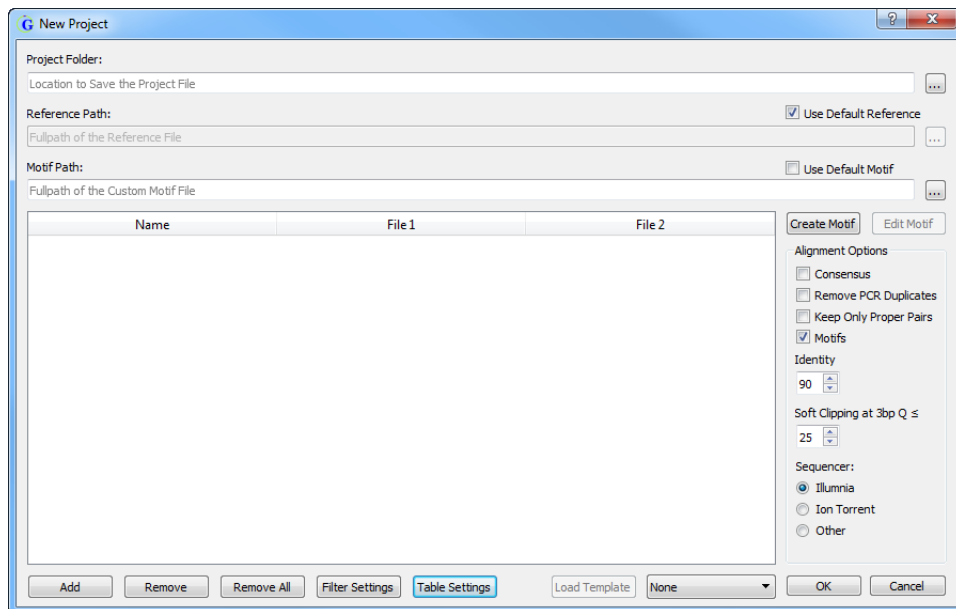 G New Project
?
x
Project Folder:
Location to Save the Project File
...
Reference Path:
Use Default Reference
Fullpath of the Reference File
...
Motif Path:
Use Default Motif
Fullpath of the Custom Motif File
...
Name File 1 File 2
Create Motif Edit Motif
Alignment Options
Consensus
Remove PCR Duplicates
Keep Only Proper Pairs
Motifs
Identity
90
Soft Clipping at 3bp Q ≤
25
Sequencer:
Illumnia
Ion Torrent
Other
Add Remove Remove All Filter Settings Table Settings Load Template None OK Cancel